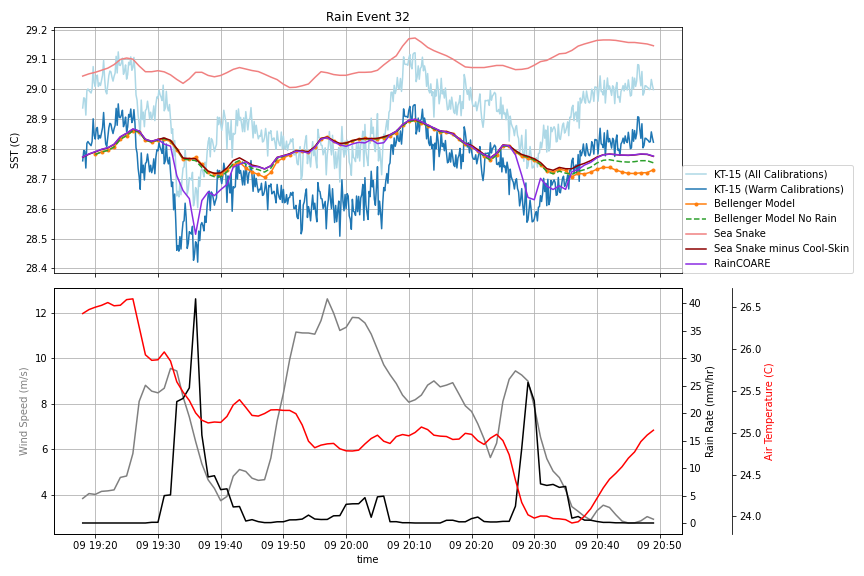 Rain Event 32
29.2
29.1
29.0
28.9
28.8
28.7
28.6
28.5
28.4
SST (C)
KT-15 (All Calibrations)
KT-15 (Warm Calibrations)
Bellenger Model
Bellenger Model No Rain
Sea Snake
Sea Snake minus Cool-Skin
RainCOARE
12
10
8
6
4
Wind Speed (m/s)
40
35
30
25
20
15
10
5
0
Rain Rate (mm/hr)
26.5
26.0
25.5
25.0
24.5
24.0
Air Temperature (C)
09 19:20 09 19:30 09 19:40 09 19:50 09 20:00 09 20:10 09 20:20 09 20:30 09 20:40 09 20:50
time